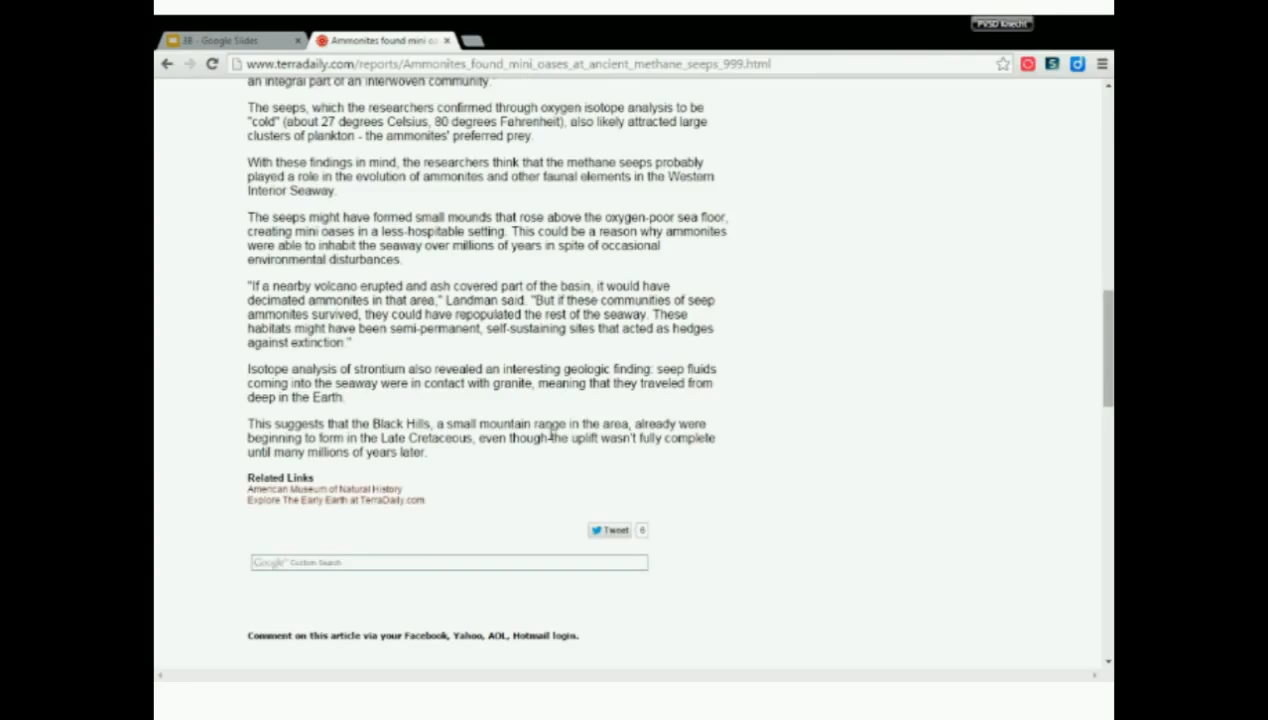 PVSD Knecht
3B - Google Slides
Ammonites found mini oa
www.terradaily.com/reports/Ammonites_found_mini_oases_at_ancient_methane_seeps_999.html
an integral part of an interwoven community."
The seeps, which the researchers confirmed through oxygen isotope analysis to be
"cold" (about 27 degrees Celsius, 80 degrees Fahrenheit), also likely attracted large
clusters of plankton - the ammonites' preferred prey.
With these findings in mind, the researchers think that the methane seeps probably
played a role in the evolution of ammonites and other faunal elements in the Western
Interior Seaway.
The seeps might have formed small mounds that rose above the oxygen-poor sea floor,
creating mini oases in a less-hospitable setting. This could be a reason why ammonites
were able to inhabit the seaway over millions of years in spite of occasional
environmental disturbances.
"If a nearby volcano erupted and ash covered part of the basin, it would have
decimated ammonites in that area," Landman said. "But if these communities of seep
ammonites survived, they could have repopulated the rest of the seaway. These
habitats might have been semi-permanent, self-sustaining sites that acted as hedges
against extinction."
Isotope analysis of strontium also revealed an interesting geologic finding: seep fluids
coming into the seaway were in contact with granite, meaning that they traveled from
deep in the Earth.
This suggests that the Black Hills, a small mountain range in the area, already were
beginning to form in the Late Cretaceous, even though the uplift wasn't fully complete
until many millions of years later.
Related Links
American Museum of Natural History
Explore The Early Earth at TerraDaily.com
Tweet 6
Google™ Custom Search
Comment on this article via your Facebook, Yahoo, AOL, Hotmail login.